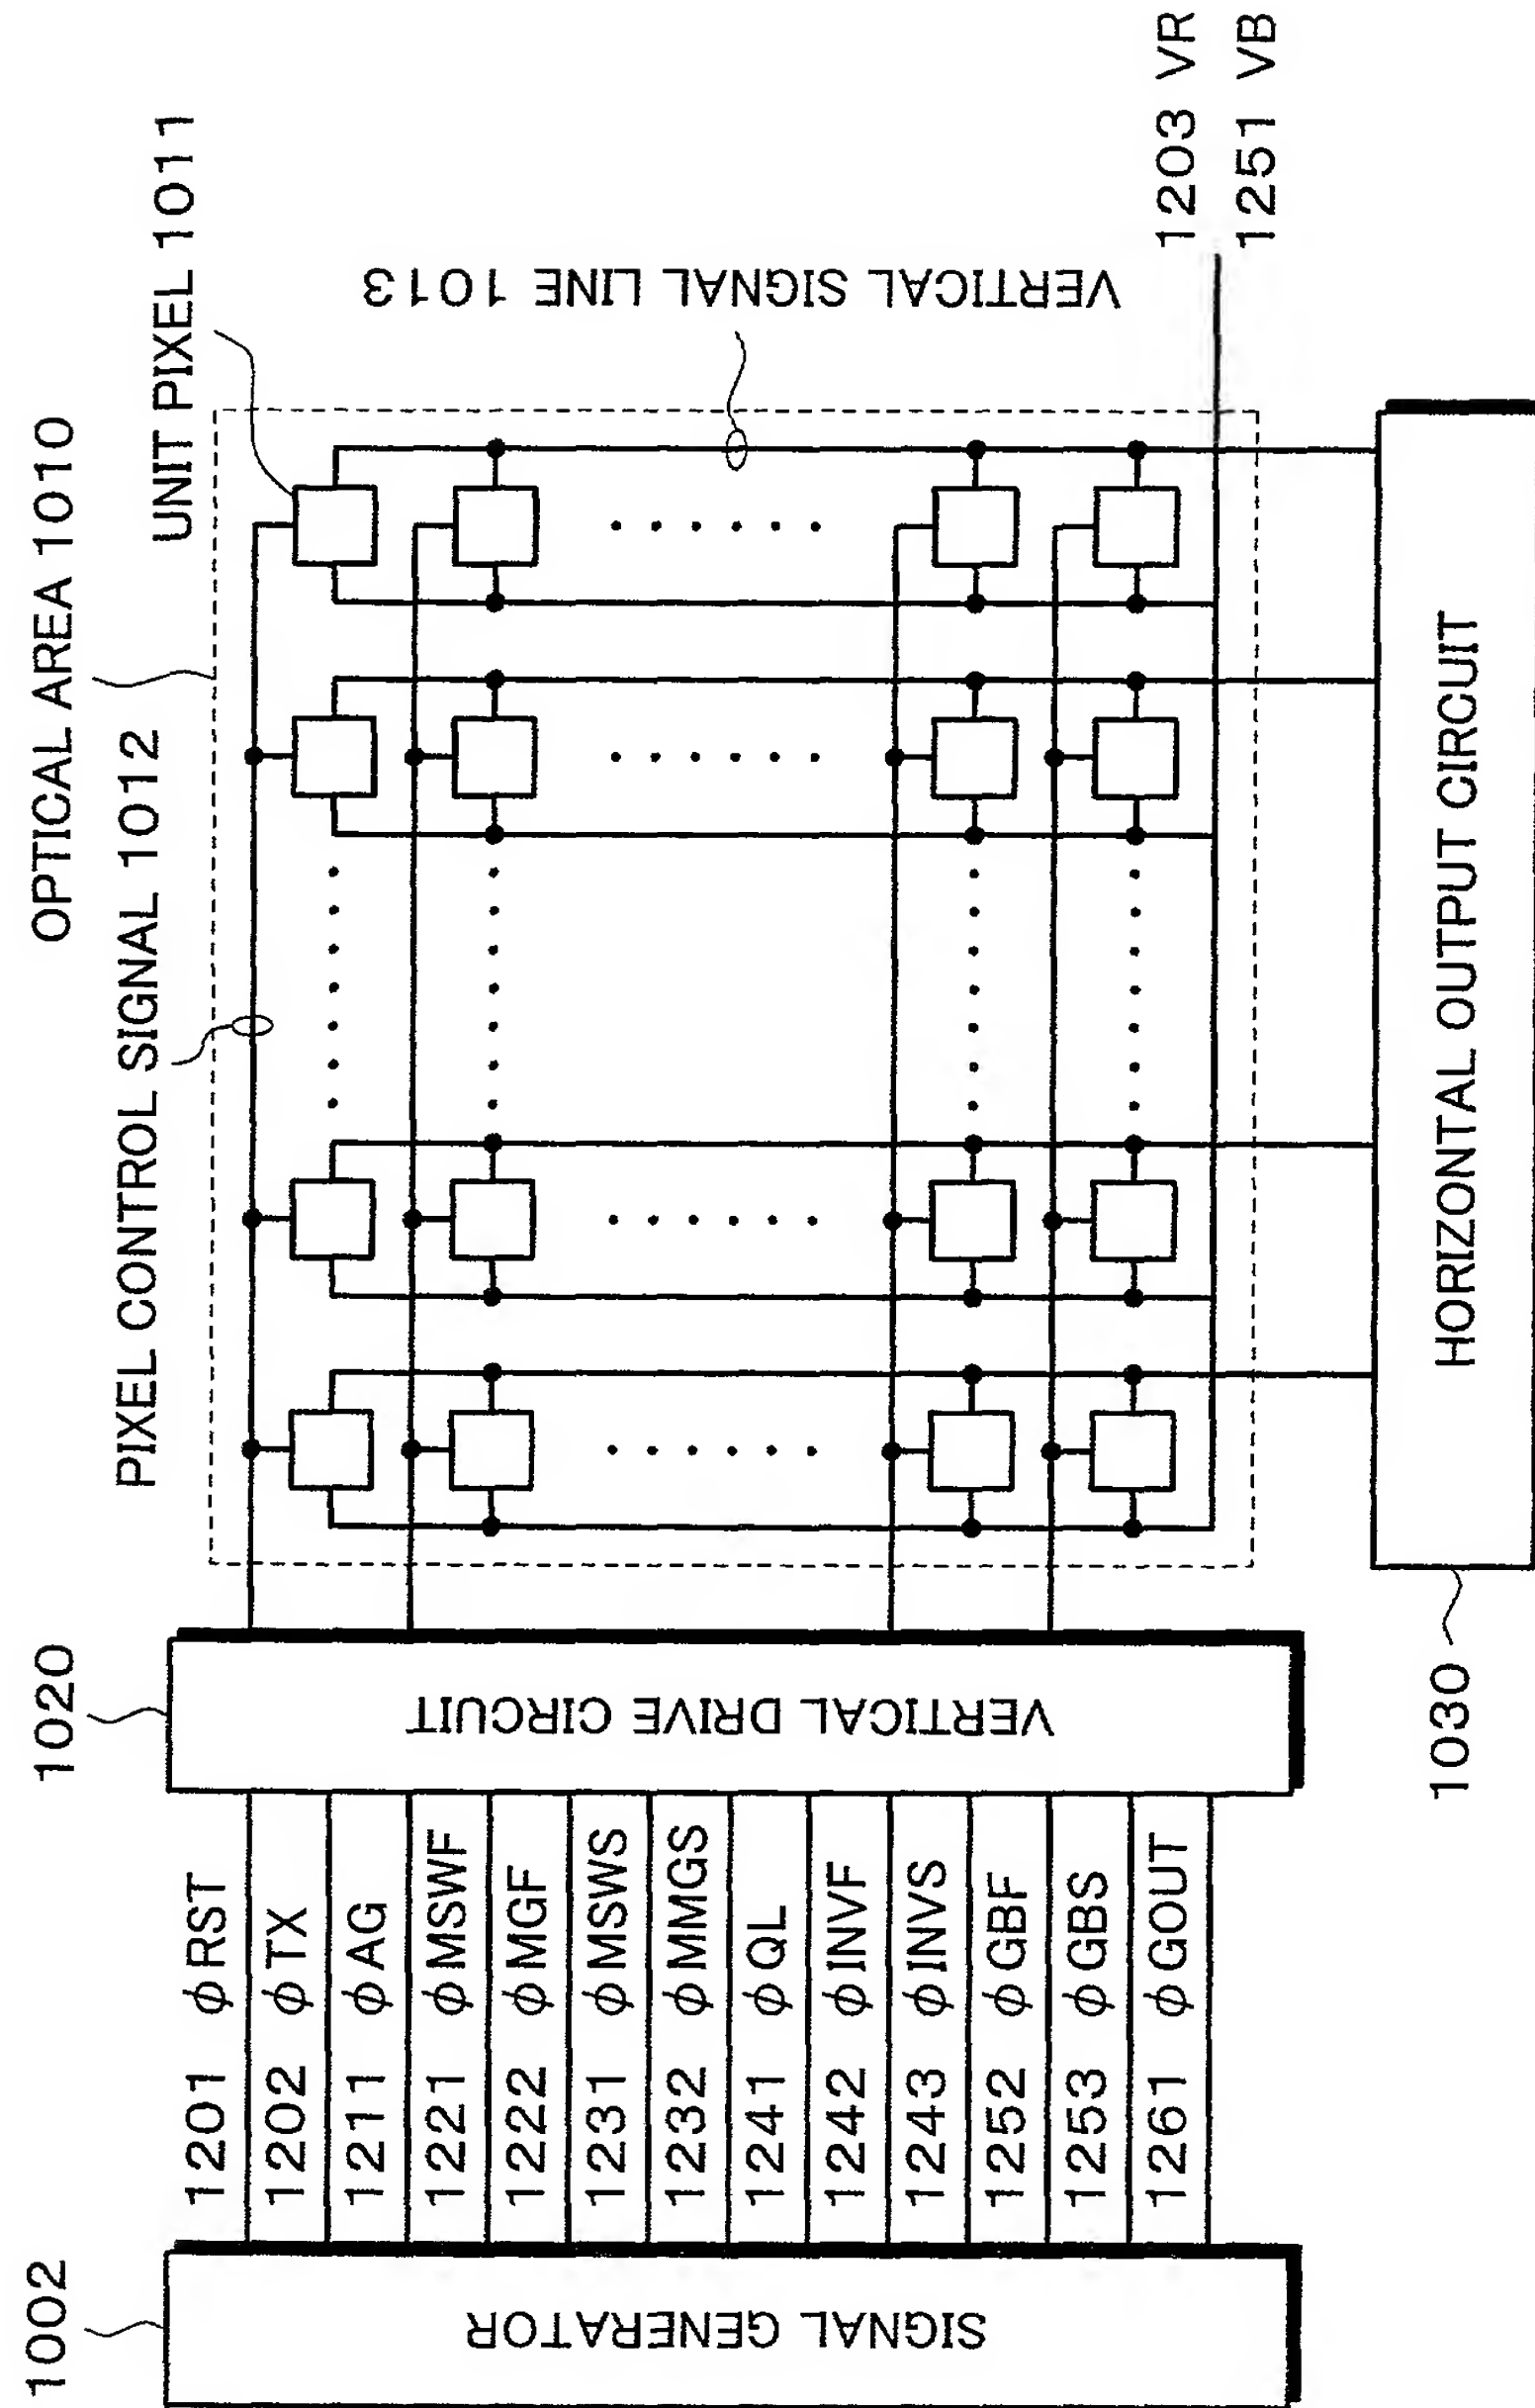 OPTICAL AREA 1010
UNIT PIXEL 1011
PIXEL CONTROL SIGNAL 1012
VERTICAL SIGNAL LINE 1013
1203 VR
1251 VB
1002
SIGNAL GENERATOR
1201 φRST
1202 φTX
1211 φAG
1221 φMSWF
1222 φMGF
1231 φMSWS
1232 φMMGS
1241 φQL
1242 φINVF
1243 φINVS
1252 φGBF
1253 φGBS
1261 φGOUT
1020
VERTICAL DRIVE CIRCUIT
1030
HORIZONTAL OUTPUT CIRCUIT